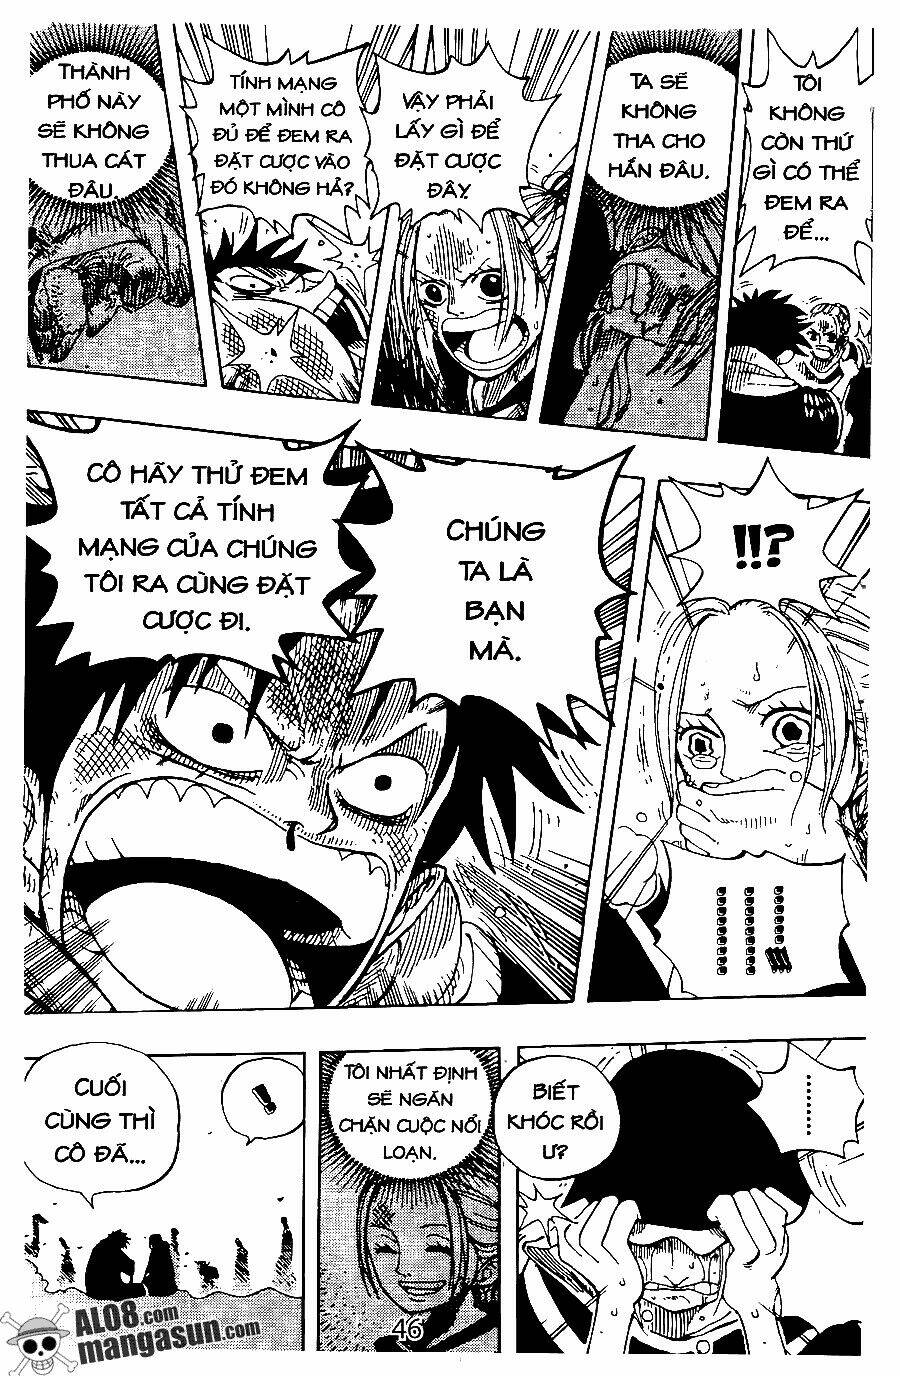 TÔI
KHÔNG
CÒN THỨ
GÌ CÓ THỂ
ĐEM RA
ĐỂ...
TA SẼ
KHÔNG
THA CHO
HẮN ĐÂU.
VẬY PHẢI
LẤY GÌ ĐỂ
ĐẶT CƯỢC
ĐÂY.
TÍNH MẠNG
MỘT MÌNH CÔ
ĐỦ ĐỂ ĐEM RA
ĐẶT CƯỢC VÀO
ĐÓ KHÔNG HẢ?
THÀNH
PHỐ NÀY
SẼ KHÔNG
THUA CÁT
ĐÂU.
!!?
CHÚNG
TA LÀ
BẠN
MÀ.
CÔ HÃY THỬ ĐEM
TẤT CẢ TÍNH
MẠNG CỦA CHÚNG
TÔI RA CÙNG ĐẶT
CƯỢC ĐI.
!!!
.........
BIẾT
KHÓC RỒI
Ư?
TÔI NHẤT ĐỊNH
SẼ NGĂN
CHẶN CUỘC NỔI
LOẠN.
!
CUỐI
CÙNG THÌ
CÔ ĐÃ...
46
AL08.com
mangasun.com